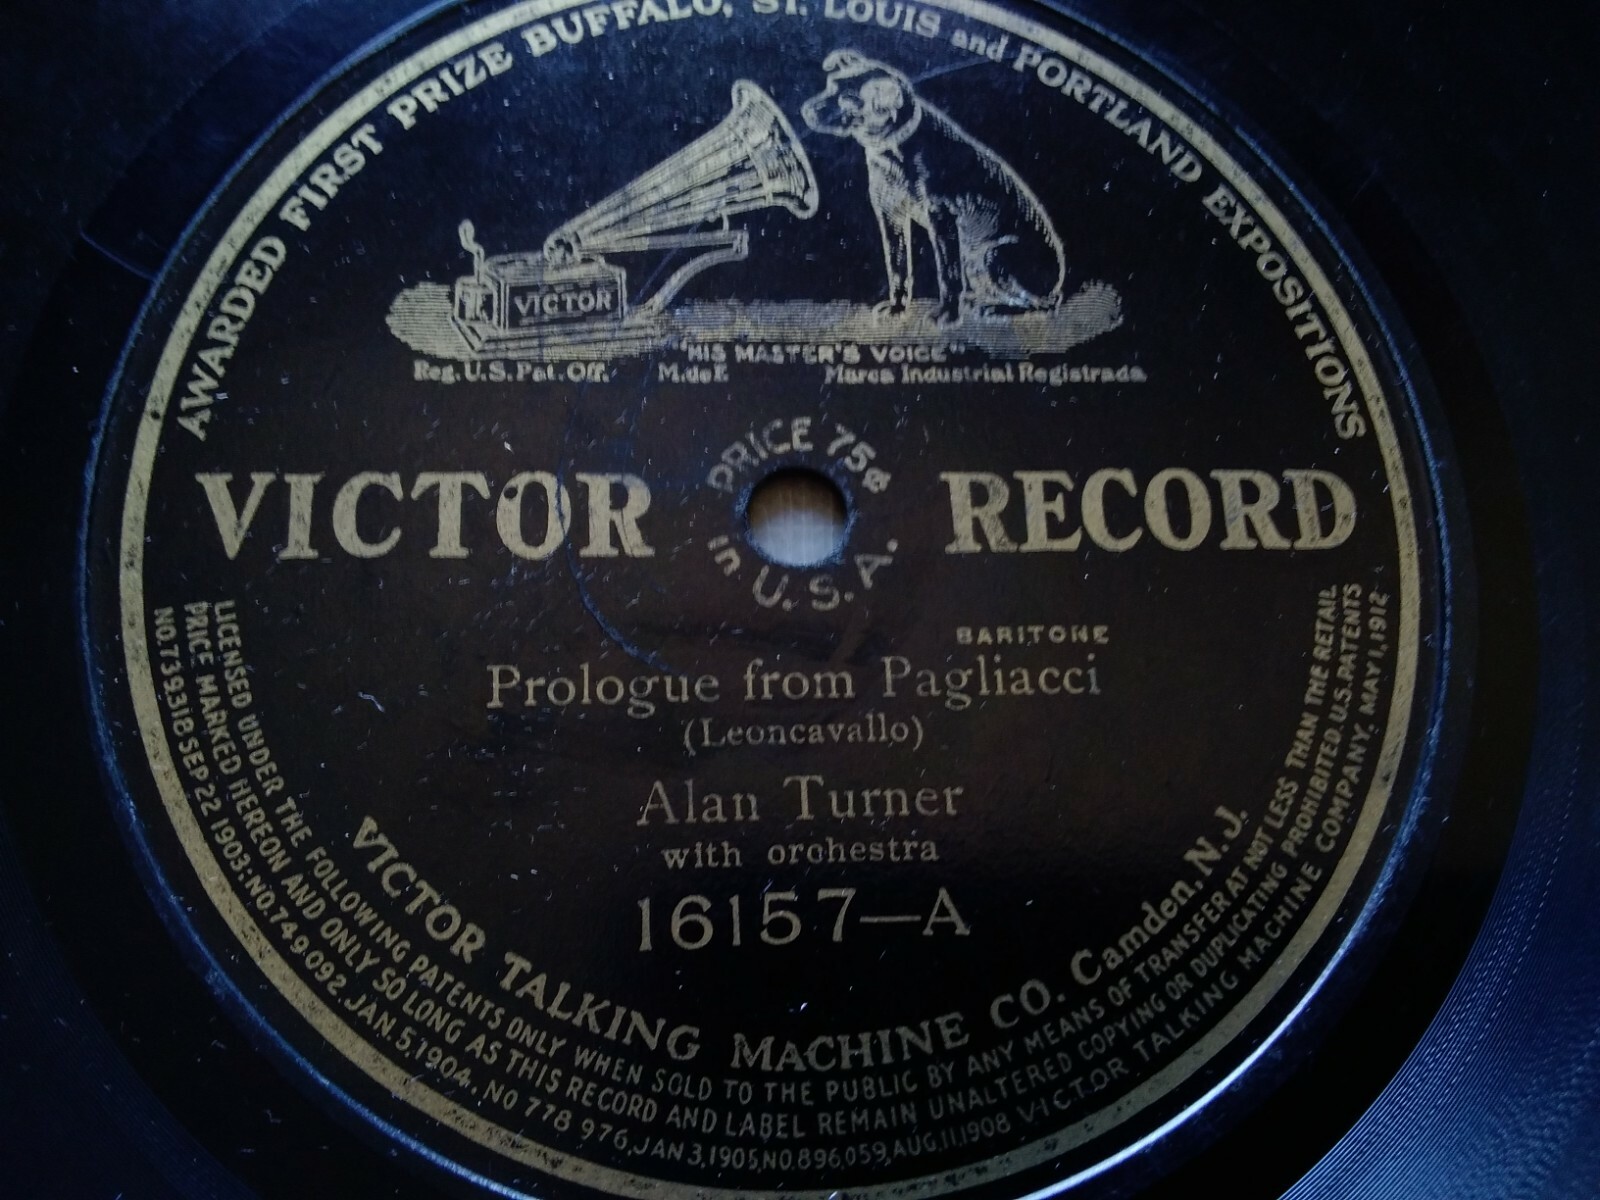 AWARDED FIRST PRIZE BUFFALO, ST. LOUIS and PORTLAND EXPOSITIONS
VICTOR
"HIS MASTER'S VOICE"
Reg. U.S. Pat. Off. M. de F. Marca Industrial Registrada
PRICE 75¢
VICTOR RECORD
in U.S.A.
BARITONE
Prologue from Pagliacci
(Leoncavallo)
Alan Turner
with orchestra
16157—A
VICTOR TALKING MACHINE CO. Camden, N.J.
LICENSED UNDER THE FOLLOWING PATENTS ONLY WHEN SOLD TO THE PUBLIC BY ANY MEANS OF TRANSFER AT NOT LESS THAN THE RETAIL
PRICE MARKED HEREON AND ONLY SO LONG AS THIS RECORD AND LABEL REMAIN UNALTERED COPYING OR DUPLICATING PROHIBITED. U.S. PATENTS
NO. 739.318 SEP 22 1903: NO. 749.092. JAN. 5, 1904. NO 778 976, JAN 3, 1905, NO. 896,059, AUG, 11, 1908 VICTOR TALKING MACHINE COMPANY, MAY 1, 1912